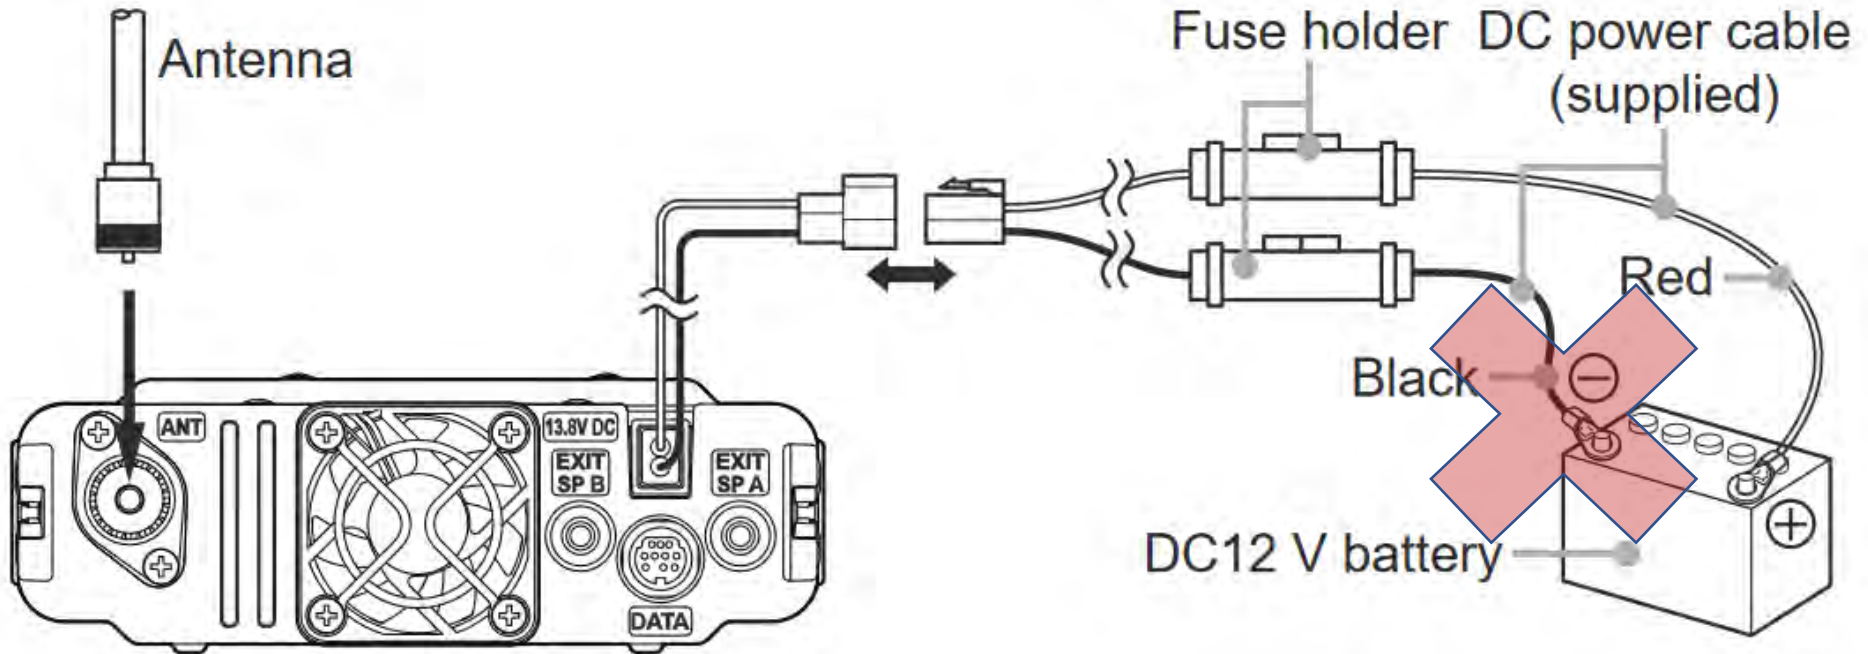 Antenna
Fuse holder
DC power cable
(supplied)
Red
Black
DC12 V battery
ANT
13.8V DC
EXIT
SP B
EXIT
SP A
DATA